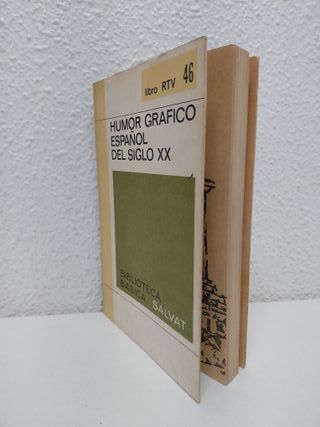 libro RTV 46
HUMOR GRAFICO
ESPAÑOL
DEL SIGLO XX
BIBLIOTECA
BASICA SALVAT